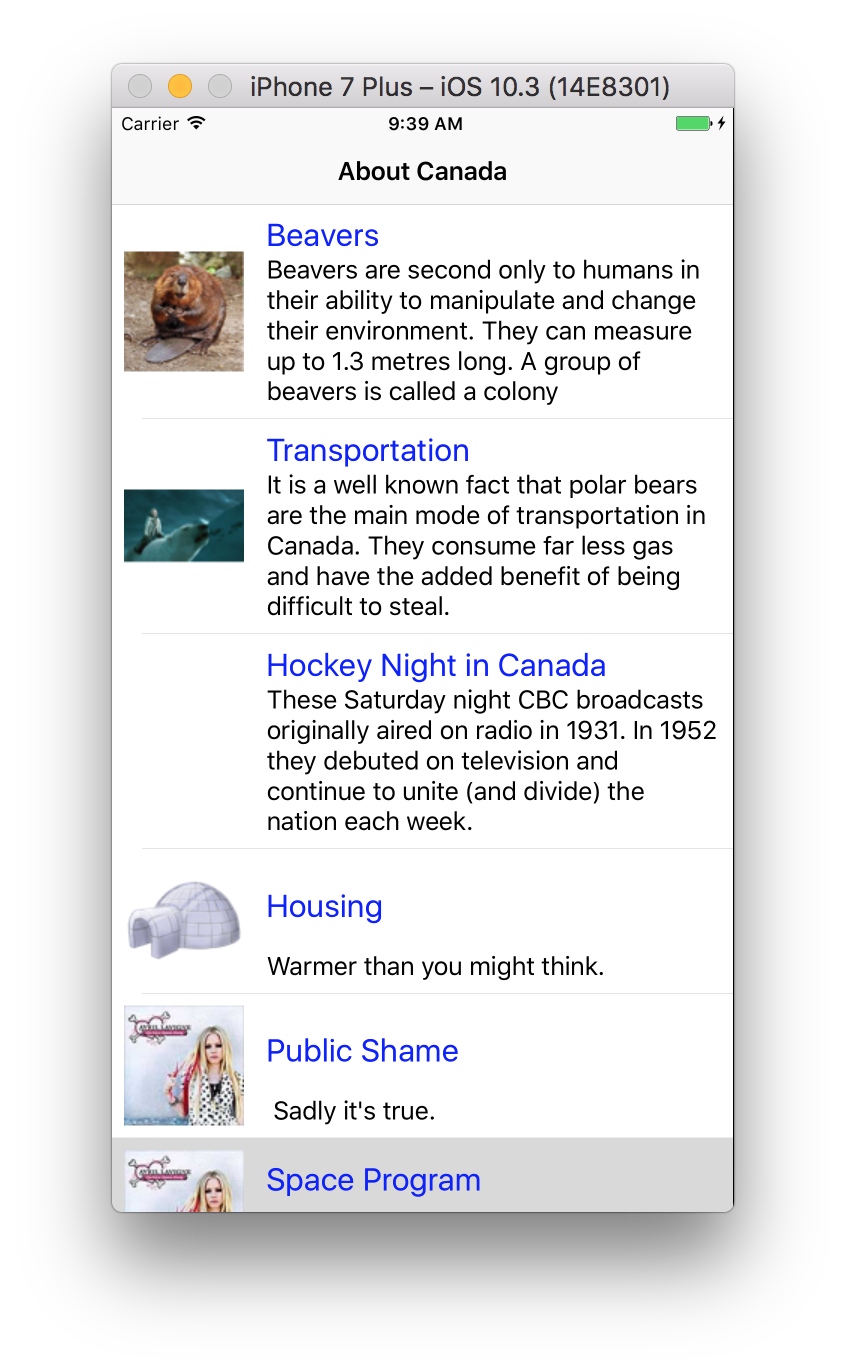 iPhone 7 Plus – iOS 10.3 (14E8301)
Carrier 9:39 AM
About Canada
Beavers
Beavers are second only to humans in
their ability to manipulate and change
their environment. They can measure
up to 1.3 metres long. A group of
beavers is called a colony
Transportation
It is a well known fact that polar bears
are the main mode of transportation in
Canada. They consume far less gas
and have the added benefit of being
difficult to steal.
Hockey Night in Canada
These Saturday night CBC broadcasts
originally aired on radio in 1931. In 1952
they debuted on television and
continue to unite (and divide) the
nation each week.
Housing
Warmer than you might think.
AVRIL LAVIGNE
Public Shame
Sadly it's true.
AVRIL LAVIGNE
Space Program